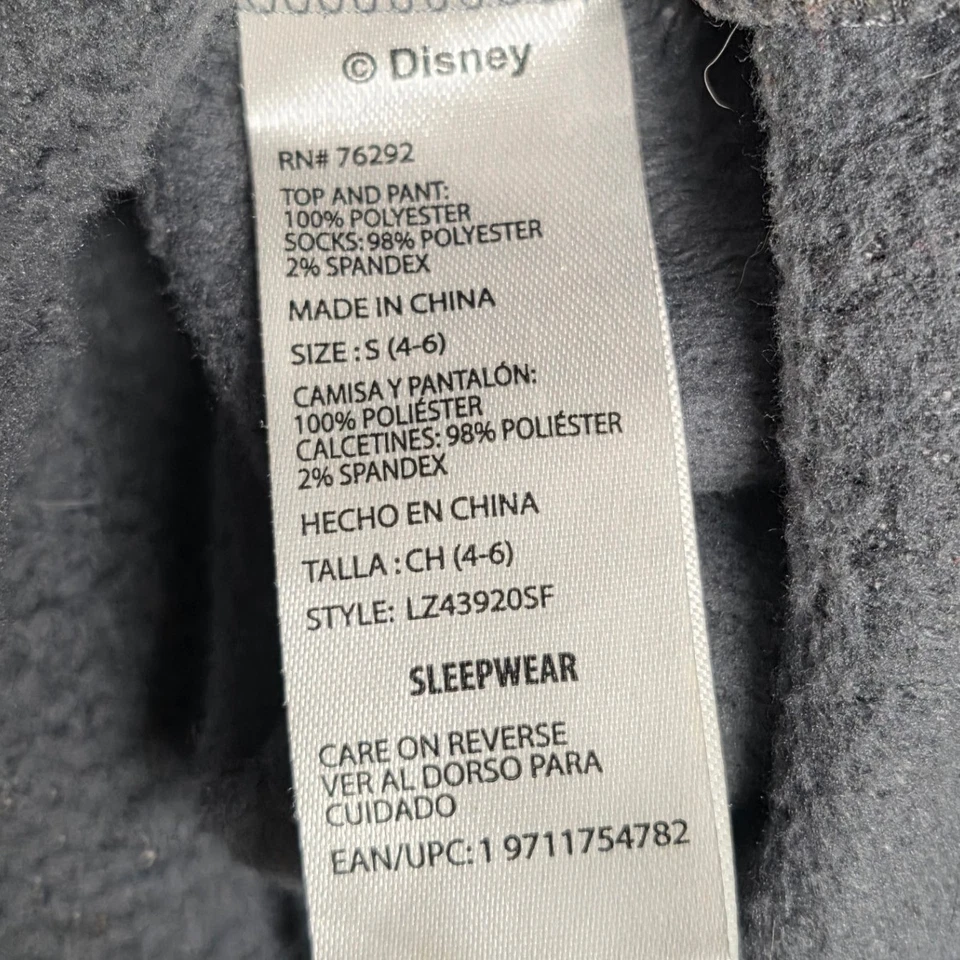 © Disney
RN# 76292
TOP AND PANT:
100% POLYESTER
SOCKS: 98% POLYESTER
2% SPANDEX
MADE IN CHINA
SIZE : S (4-6)
CAMISA Y PANTALÓN:
100% POLIÉSTER
CALCETINES: 98% POLIÉSTER
2% SPANDEX
HECHO EN CHINA
TALLA : CH (4-6)
STYLE: LZ43920SF
SLEEPWEAR
CARE ON REVERSE
VER AL DORSO PARA
CUIDADO
EAN/UPC: 1 9711754782